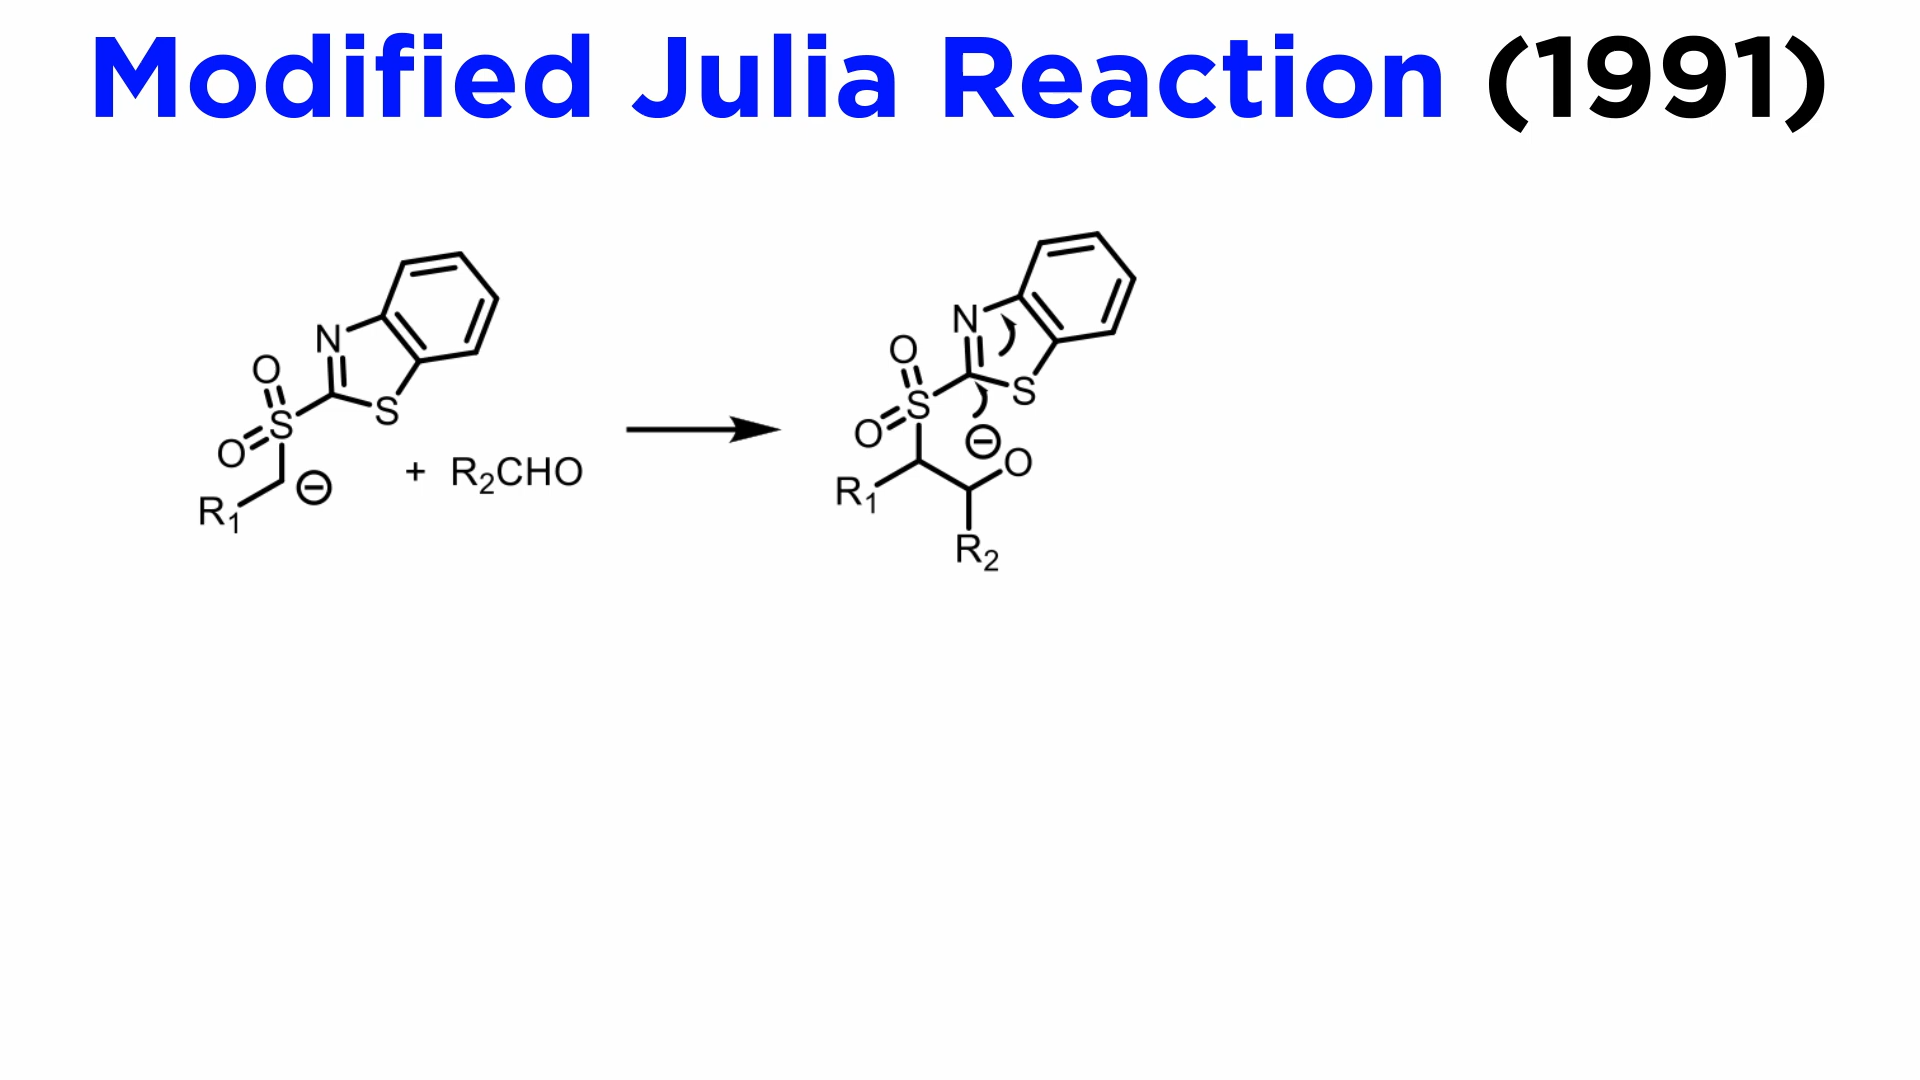 Modified Julia Reaction (1991)
N
O
S
S
O
⊖
+ R₂CHO
R₁
N
O
S
S
O
⊖
O
R₁
R₂